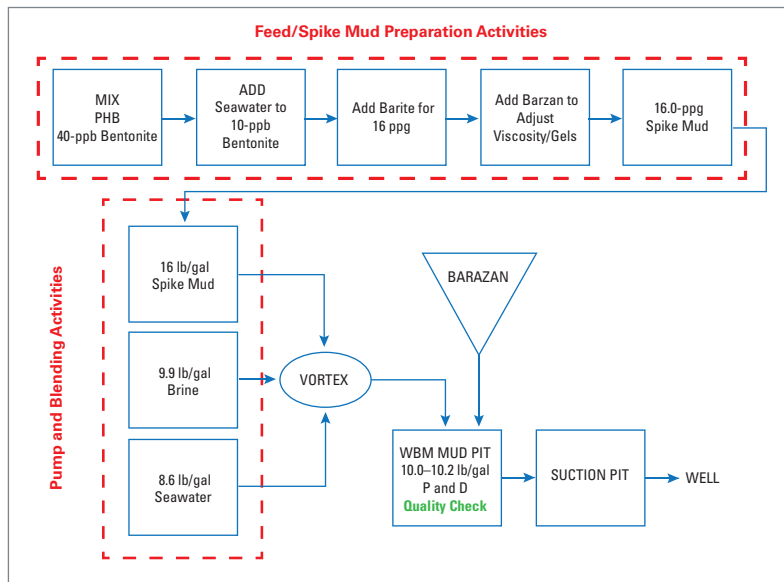 Feed/Spike Mud Preparation Activities
MIX
PHB
40-ppb Bentonite
ADD
Seawater to
10-ppb
Bentonite
Add Barite for
16 ppg
Add Barzan to
Adjust
Viscosity/Gels
16.0-ppg
Spike Mud
Pump and Blending Activities
16 lb/gal
Spike Mud
9.9 lb/gal
Brine
8.6 lb/gal
Seawater
VORTEX
BARAZAN
WBM MUD PIT
10.0–10.2 lb/gal
P and D
Quality Check
SUCTION PIT
WELL